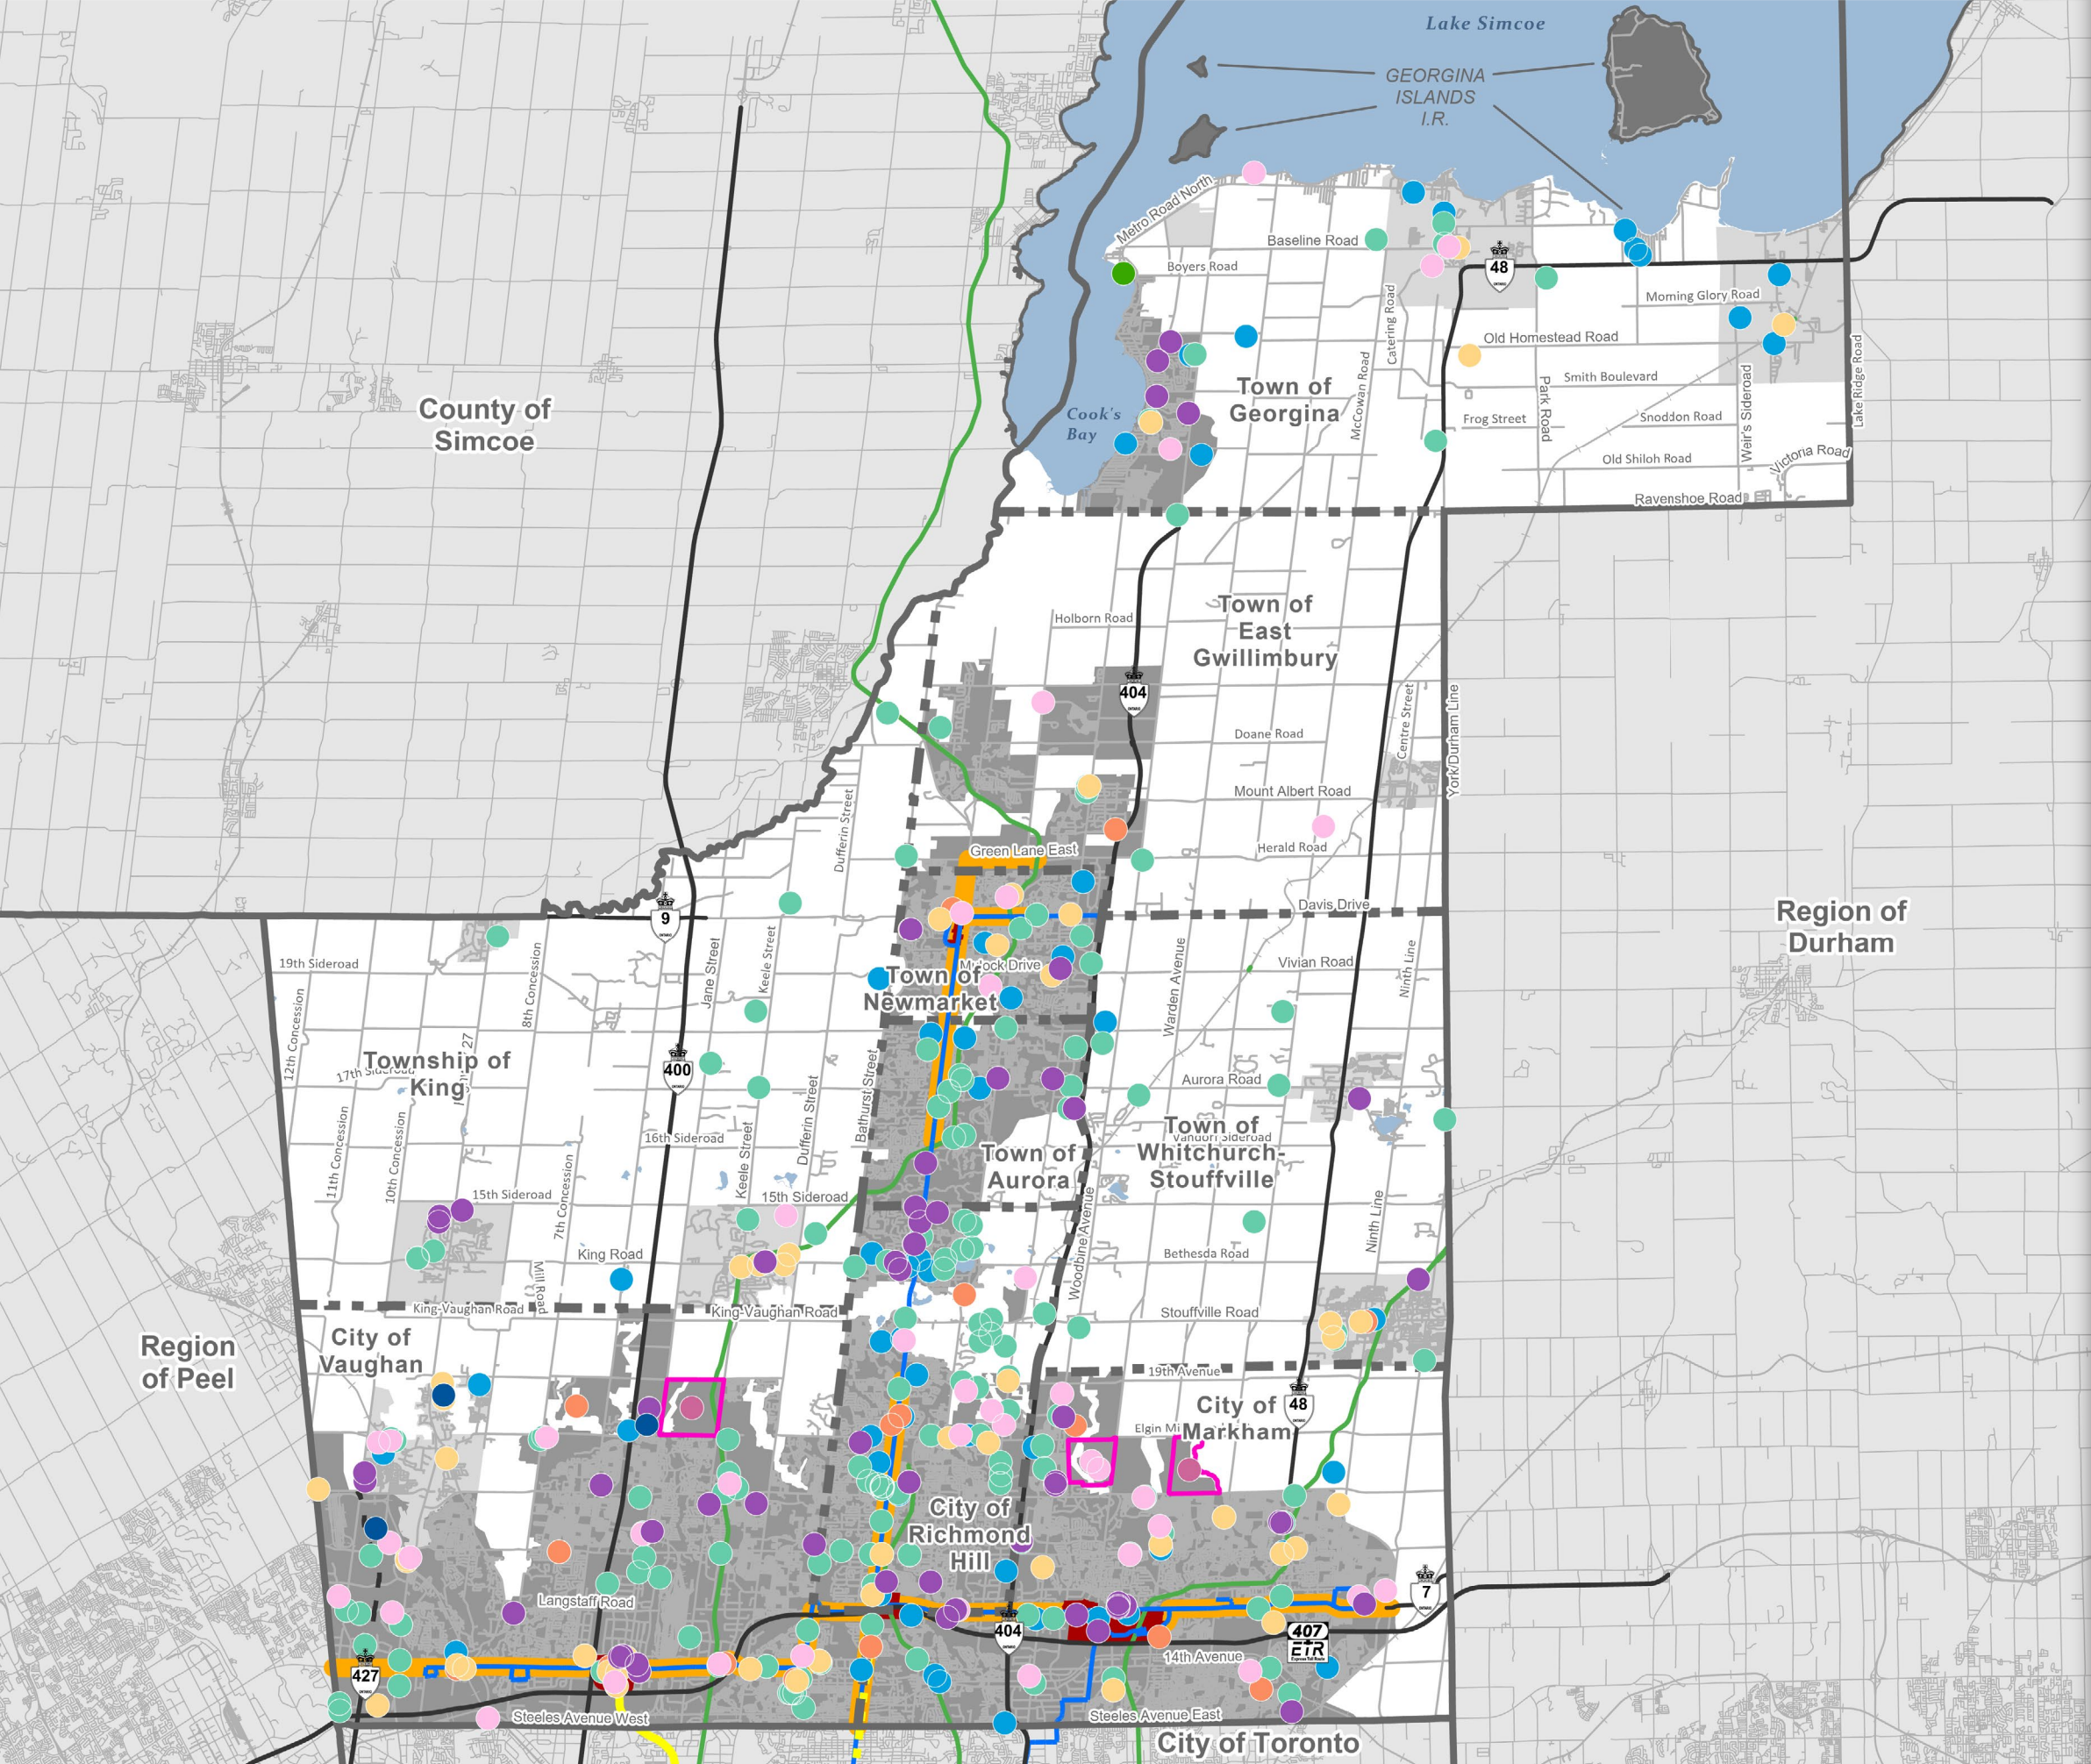 Lake Simcoe
GEORGINA
ISLANDS
I.R.
Metro Road North
Baseline Road
Boyers Road
48
Morning Glory Road
Catering Road
Old Homestead Road
McCowan Road
Smith Boulevard
Park Road
Lake Ridge Road
Weir's Sideroad
Town of
Georgina
County of
Simcoe
Cook's
Bay
Frog Street
Snoddon Road
Old Shiloh Road
Victoria Road
Ravenshoe Road
Holborn Road
Town of
East
Gwillimbury
404
Centre Street
York/Durham Line
Doane Road
Mount Albert Road
Dufferin Street
Green Lane East
Herald Road
9
Davis Drive
Region of
Durham
19th Sideroad
8th Concession
Jane Street
Keele Street
Warden Avenue
Vivian Road
Ninth Line
Town of
Newmarket
12th Concession
Township of
King
400
Bathurst Street
Dufferin Street
Aurora Road
11th Concession
10th Concession
16th Sideroad
Keele Street
Town of
Aurora
Town of
Whitchurch-
Stouffville
7th Concession
15th Sideroad
15th Sideroad
Woodbine Avenue
Ninth Line
King Road
Mill Road
Bethesda Road
King-Vaughan Road
King-Vaughan Road
Stouffville Road
Region
of Peel
City of
Vaughan
19th Avenue
City of
Markham
48
City of
Richmond
Hill
Langstaff Road
7
404
407
ETR
14th Avenue
427
Steeles Avenue West
Steeles Avenue East
City of Toronto